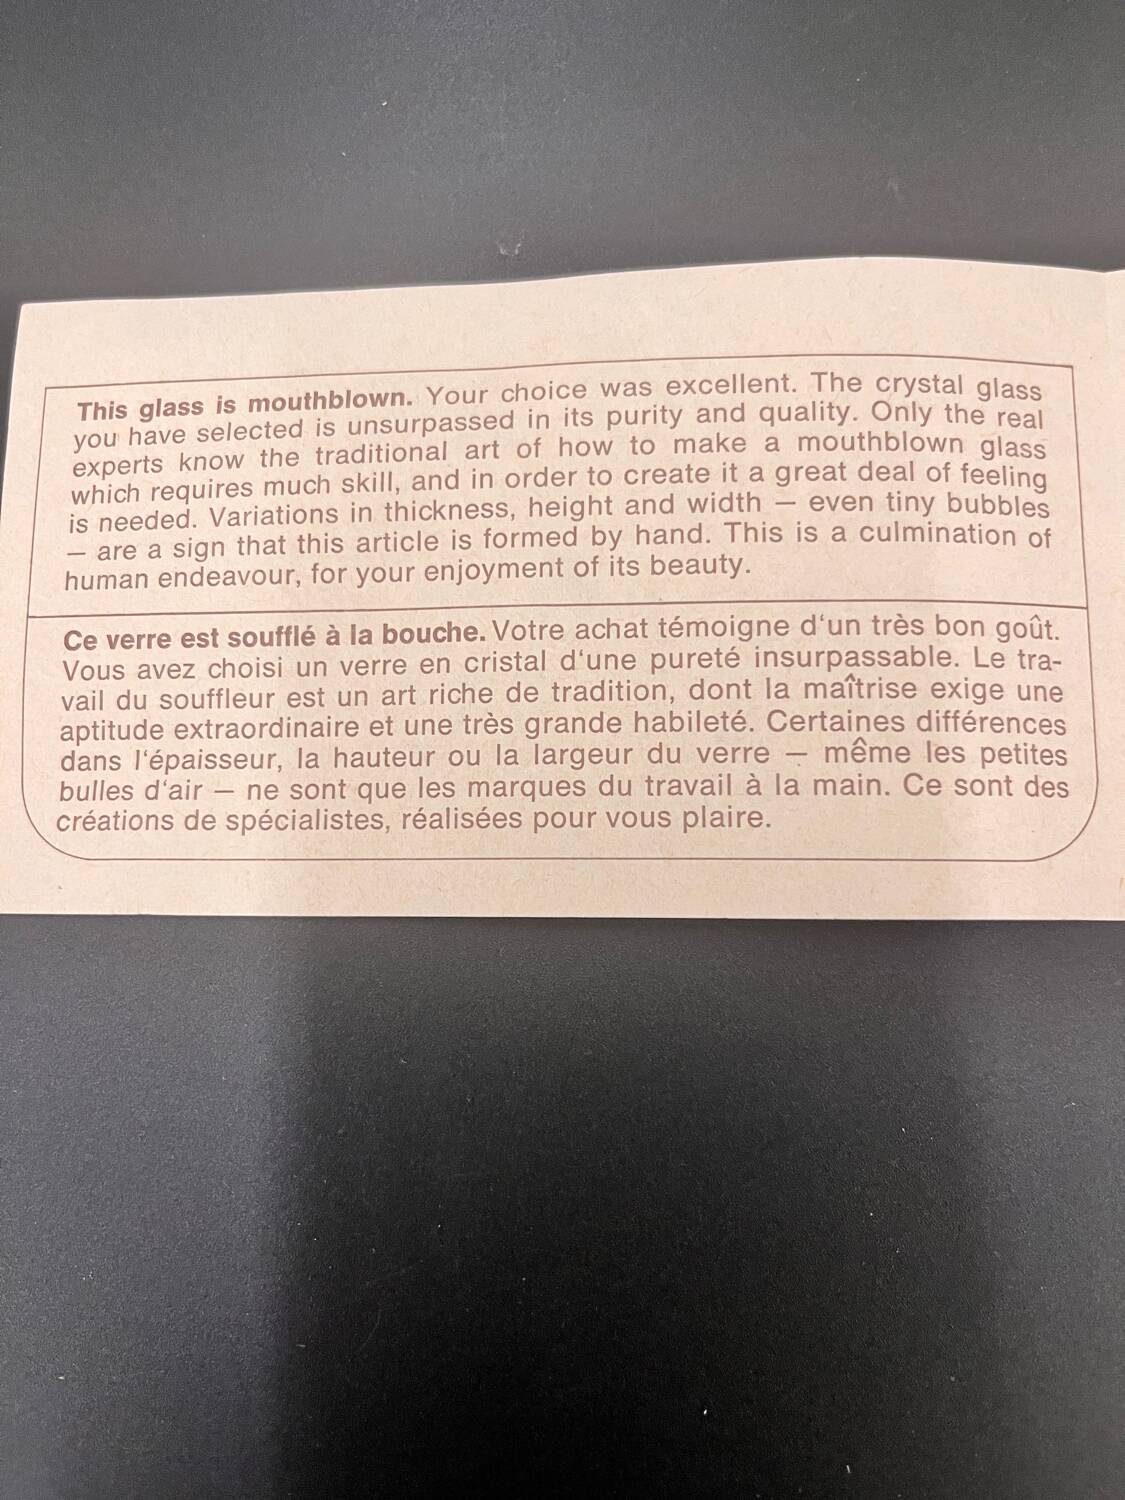 This glass is mouthblown. Your choice was excellent. The crystal glass
you have selected is unsurpassed in its purity and quality. Only the real
experts know the traditional art of how to make a mouthblown glass
which requires much skill, and in order to create it a great deal of feeling
is needed. Variations in thickness, height and width — even tiny bubbles
— are a sign that this article is formed by hand. This is a culmination of
human endeavour, for your enjoyment of its beauty.
Ce verre est soufflé à la bouche. Votre achat témoigne d‘un très bon goût.
Vous avez choisi un verre en cristal d‘une pureté insurpassable. Le tra-
vail du souffleur est un art riche de tradition, dont la maîtrise exige une
aptitude extraordinaire et une très grande habileté. Certaines différences
dans l‘épaisseur, la hauteur ou la largeur du verre — même les petites
bulles d‘air — ne sont que les marques du travail à la main. Ce sont des
créations de spécialistes, réalisées pour vous plaire.